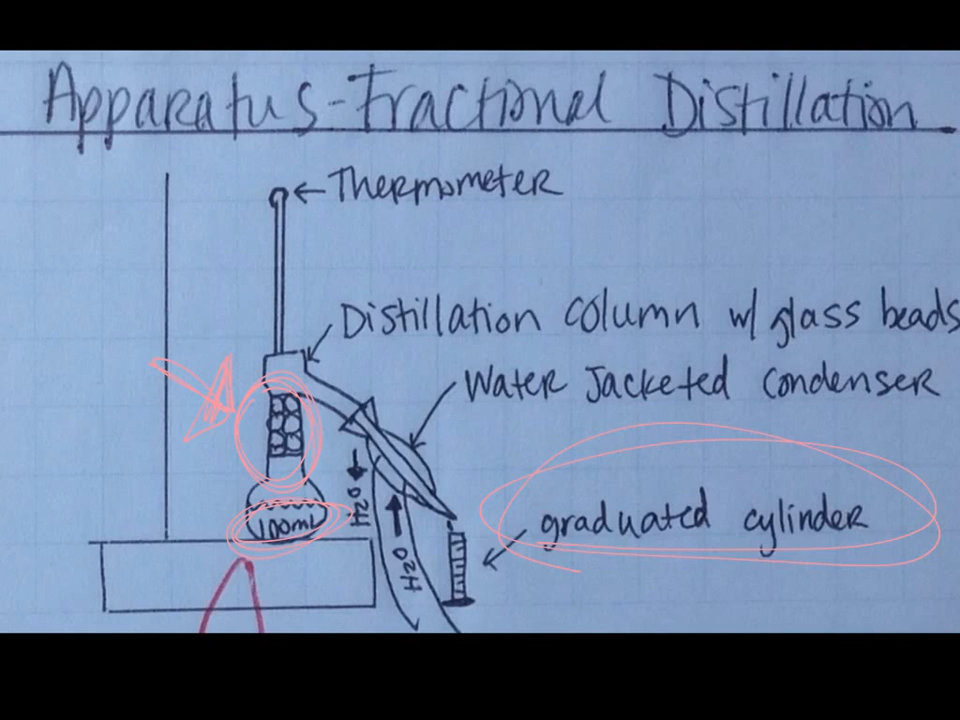 Apparatus-Fractional Distillation
Thermometer
Distillation column w/ glass beads
Water Jacketed Condenser
H2O
graduated cylinder
100mL
H2O